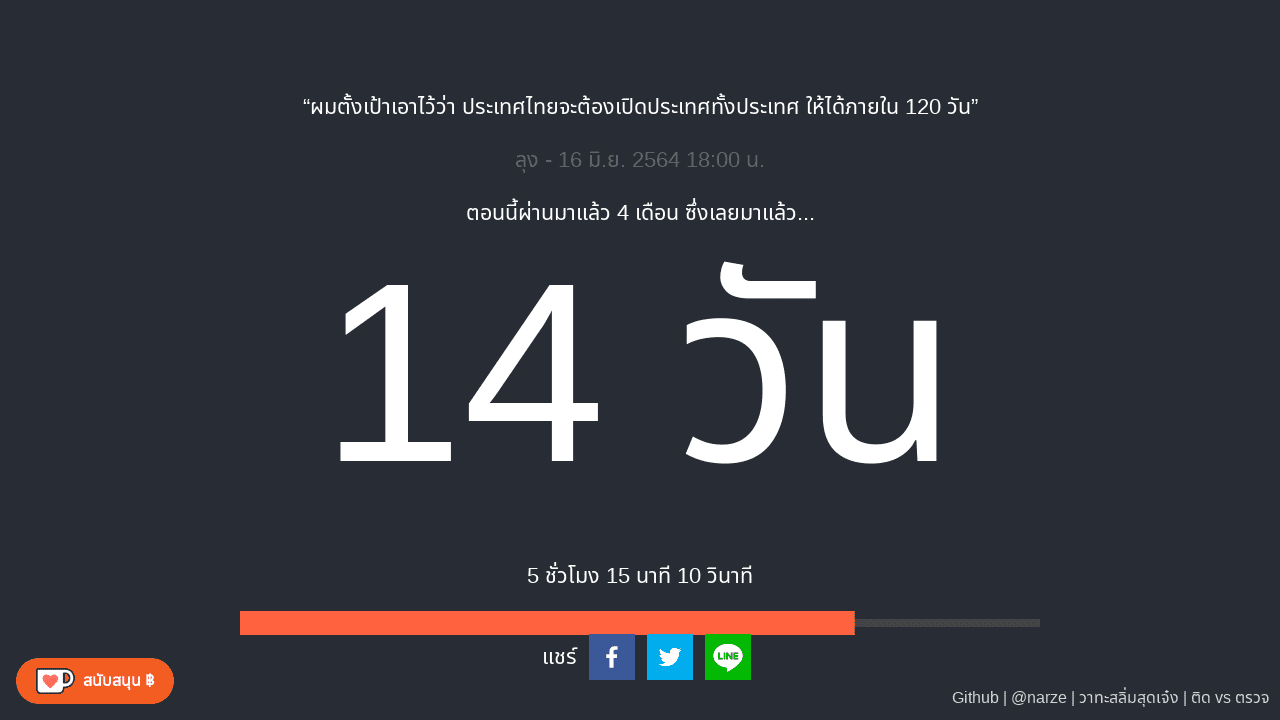 “ผมตั้งเป้าเอาไว้ว่า ประเทศไทยจะต้องเปิดประเทศทั้งประเทศ ให้ได้ภายใน 120 วัน”
ลุง - 16 มิ.ย. 2564 18:00 น.
ตอนนี้ผ่านมาแล้ว 4 เดือน ซึ่งเลยมาแล้ว...
14 วัน
5 ชั่วโมง 15 นาที 10 วินาที
แชร์
LINE
สนับสนุน ฿
Github | @narze | วาทะสลิ่มสุดเจ๋ง | ติด vs ตรวจ